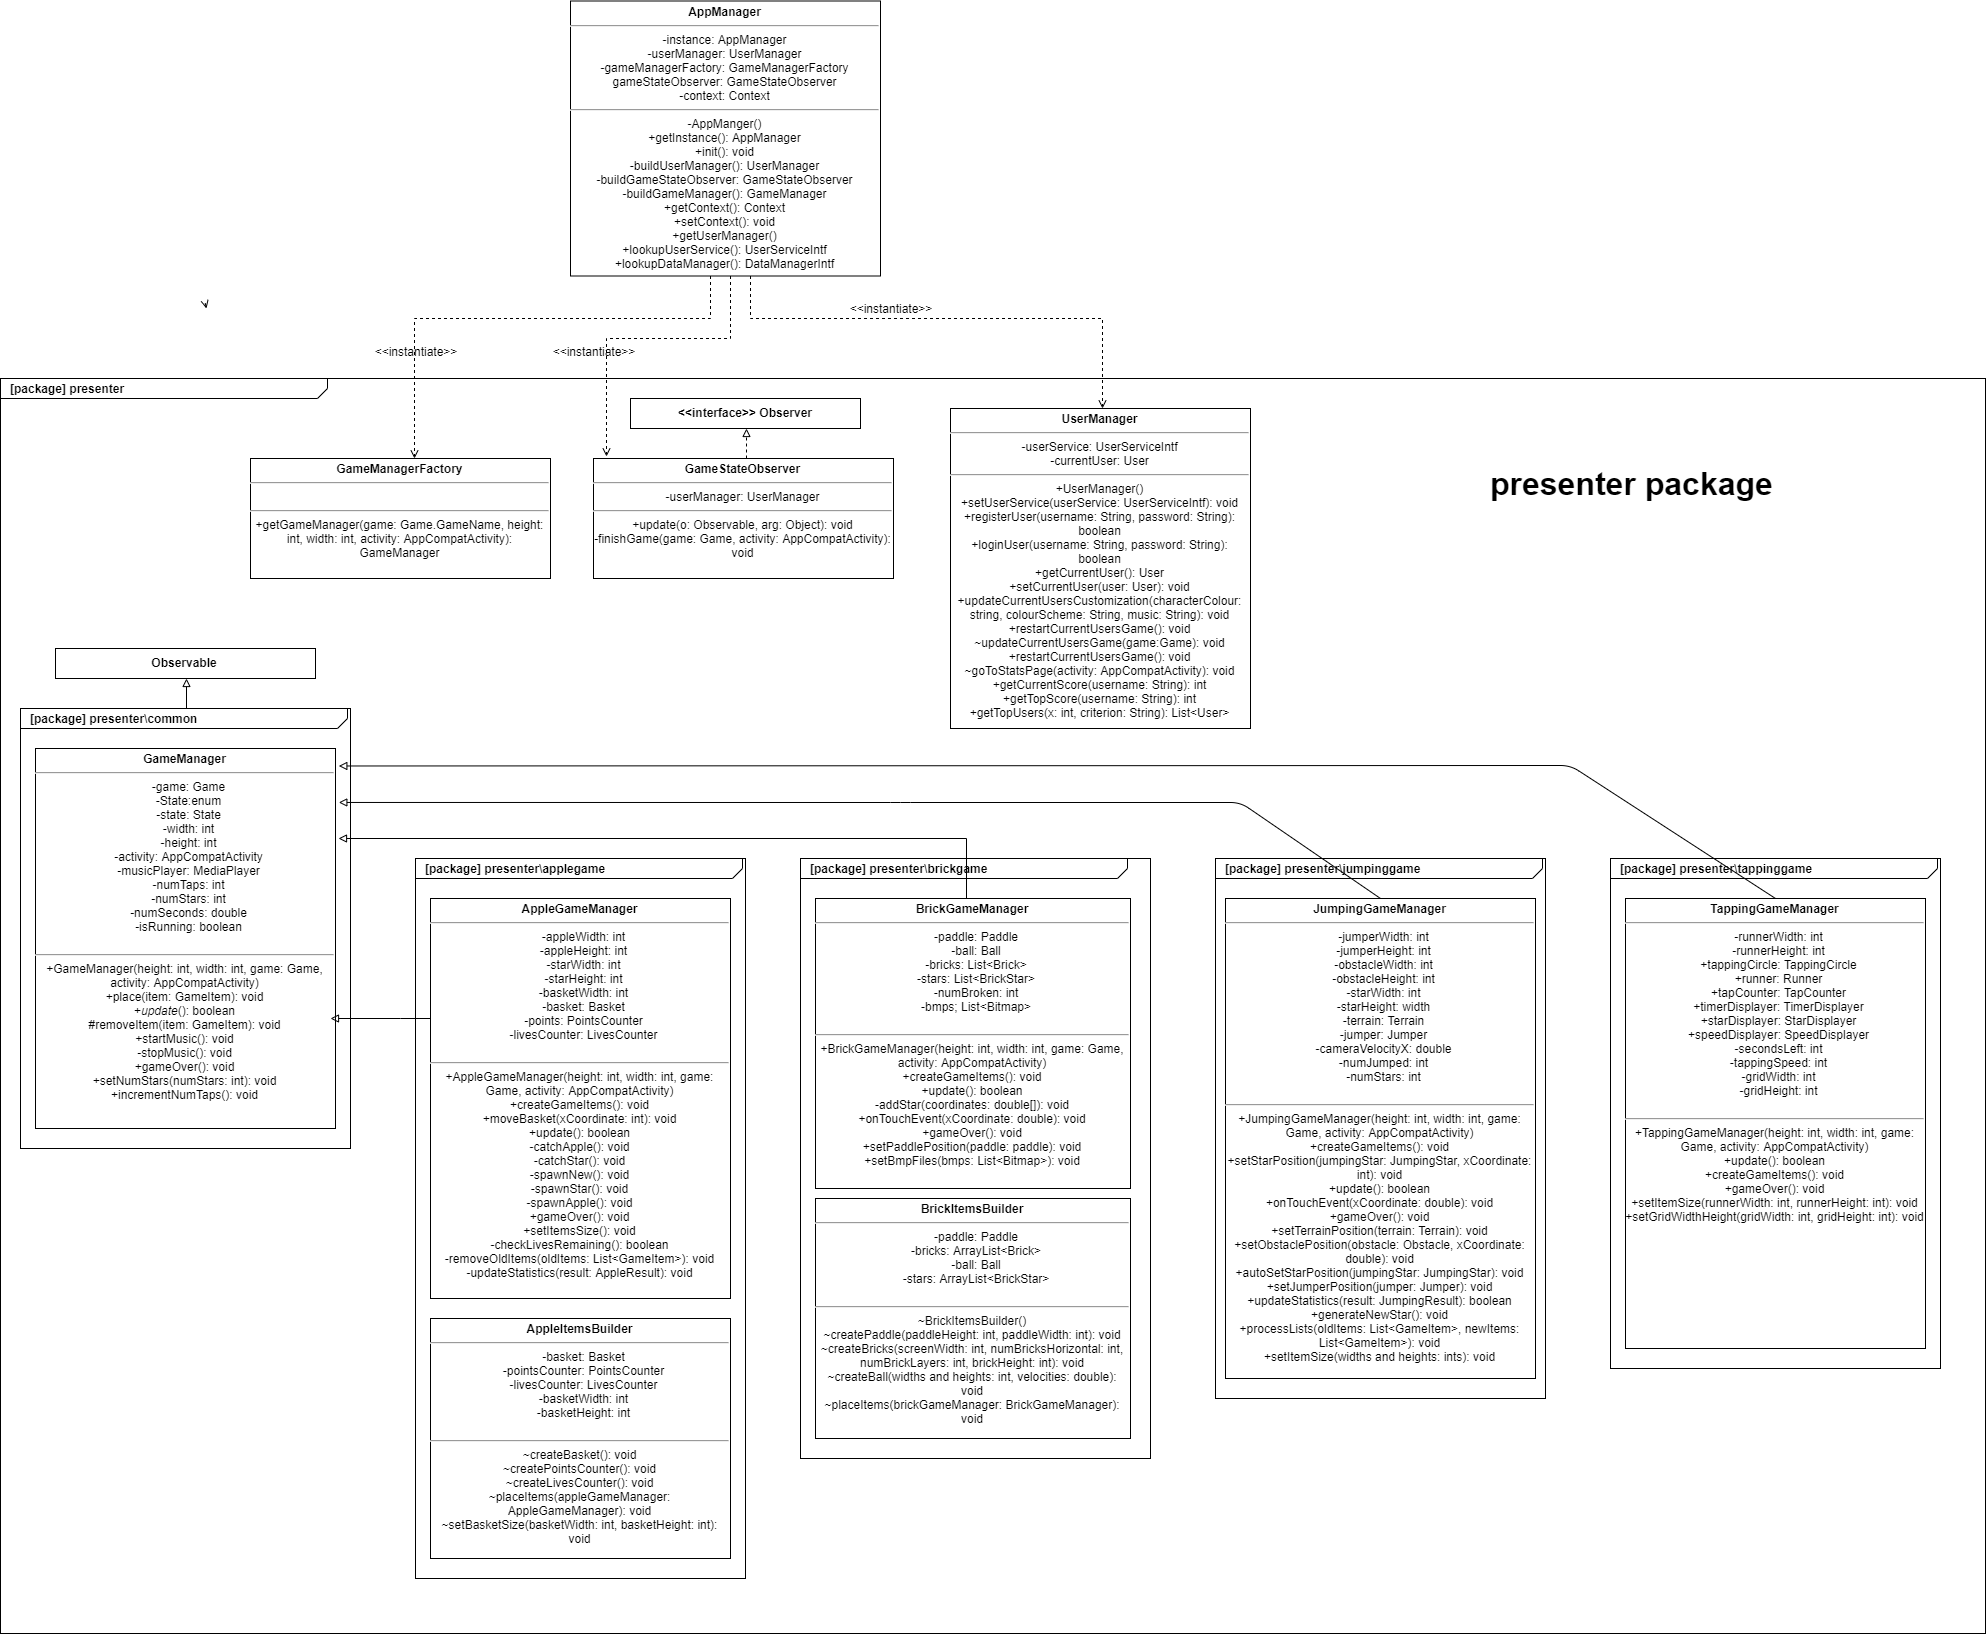 AppManager
-instance: AppManager
-userManager: UserManager
-gameManagerFactory: GameManagerFactory
gameStateObserver: GameStateObserver
-context: Context
-AppManger()
+getInstance(): AppManager
+init(): void
-buildUserManager(): UserManager
-buildGameStateObserver: GameStateObserver
-buildGameManager(): GameManager
+getContext(): Context
+setContext(): void
+getUserManager()
+lookupUserService(): UserServiceIntf
+lookupDataManager(): DataManagerIntf
<<instantiate>>
<<instantiate>>
<<instantiate>>
[package] presenter
<<interface>> Observer
GameManagerFactory
+getGameManager(game: Game.GameName, height:
int, width: int, activity: AppCompatActivity):
GameManager
GameStateObserver
-userManager: UserManager
+update(o: Observable, arg: Object): void
-finishGame(game: Game, activity: AppCompatActivity):
void
UserManager
-userService: UserServiceIntf
-currentUser: User
+UserManager()
+setUserService(userService: UserServiceIntf): void
+registerUser(username: String, password: String):
boolean
+loginUser(username: String, password: String):
boolean
+getCurrentUser(): User
+setCurrentUser(user: User): void
+updateCurrentUsersCustomization(characterColour:
string, colourScheme: String, music: String): void
+restartCurrentUsersGame(): void
~updateCurrentUsersGame(game:Game): void
+restartCurrentUsersGame(): void
~goToStatsPage(activity: AppCompatActivity): void
+getCurrentScore(username: String): int
+getTopScore(username: String): int
+getTopUsers(x: int, criterion: String): List<User>
presenter package
Observable
[package] presenter\common
GameManager
-game: Game
-State:enum
-state: State
-width: int
-height: int
-activity: AppCompatActivity
-musicPlayer: MediaPlayer
-numTaps: int
-numStars: int
-numSeconds: double
-isRunning: boolean
+GameManager(height: int, width: int, game: Game,
activity: AppCompatActivity)
+place(item: GameItem): void
+update(): boolean
#removeItem(item: GameItem): void
+startMusic(): void
-stopMusic(): void
+gameOver(): void
+setNumStars(numStars: int): void
+incrementNumTaps(): void
[package] presenter\applegame
AppleGameManager
-appleWidth: int
-appleHeight: int
-starWidth: int
-starHeight: int
-basketWidth: int
-basket: Basket
-points: PointsCounter
-livesCounter: LivesCounter
+AppleGameManager(height: int, width: int, game:
Game, activity: AppCompatActivity)
+createGameItems(): void
+moveBasket(xCoordinate: int): void
+update(): boolean
-catchApple(): void
-catchStar(): void
-spawnNew(): void
-spawnStar(): void
-spawnApple(): void
+gameOver(): void
+setItemsSize(): void
-checkLivesRemaining(): boolean
-removeOldItems(oldItems: List<GameItem>): void
-updateStatistics(result: AppleResult): void
AppleItemsBuilder
-basket: Basket
-pointsCounter: PointsCounter
-livesCounter: LivesCounter
-basketWidth: int
-basketHeight: int
~createBasket(): void
~createPointsCounter(): void
~createLivesCounter(): void
~placeItems(appleGameManager:
AppleGameManager): void
~setBasketSize(basketWidth: int, basketHeight: int):
void
[package] presenter\brickgame
BrickGameManager
-paddle: Paddle
-ball: Ball
-bricks: List<Brick>
-stars: List<BrickStar>
-numBroken: int
-bmps; List<Bitmap>
+BrickGameManager(height: int, width: int, game: Game,
activity: AppCompatActivity)
+createGameItems(): void
+update(): boolean
-addStar(coordinates: double[]): void
+onTouchEvent(xCoordinate: double): void
+gameOver(): void
+setPaddlePosition(paddle: paddle): void
+setBmpFiles(bmps: List<Bitmap>): void
BrickItemsBuilder
-paddle: Paddle
-bricks: ArrayList<Brick>
-ball: Ball
-stars: ArrayList<BrickStar>
~BrickItemsBuilder()
~createPaddle(paddleHeight: int, paddleWidth: int): void
~createBricks(screenWidth: int, numBricksHorizontal: int,
numBrickLayers: int, brickHeight: int): void
~createBall(widths and heights: int, velocities: double):
void
~placeItems(brickGameManager: BrickGameManager):
void
[package] presenter\jumpinggame
JumpingGameManager
-jumperWidth: int
-jumperHeight: int
-obstacleWidth: int
-obstacleHeight: int
-starWidth: int
-starHeight: width
-terrain: Terrain
-jumper: Jumper
-cameraVelocityX: double
-numJumped: int
-numStars: int
+JumpingGameManager(height: int, width: int, game:
Game, activity: AppCompatActivity)
+createGameItems(): void
+setStarPosition(jumpingStar: JumpingStar, xCoordinate:
int): void
+update(): boolean
+onTouchEvent(xCoordinate: double): void
+gameOver(): void
+setTerrainPosition(terrain: Terrain): void
+setObstaclePosition(obstacle: Obstacle, xCoordinate:
double): void
+autoSetStarPosition(jumpingStar: JumpingStar): void
+setJumperPosition(jumper: Jumper): void
+updateStatistics(result: JumpingResult): boolean
+generateNewStar(): void
+processLists(oldItems: List<GameItem>, newItems:
List<GameItem>): void
+setItemSize(widths and heights: ints): void
[package] presenter\tappinggame
TappingGameManager
-runnerWidth: int
-runnerHeight: int
+tappingCircle: TappingCircle
+runner: Runner
+tapCounter: TapCounter
+timerDisplayer: TimerDisplayer
+starDisplayer: StarDisplayer
+speedDisplayer: SpeedDisplayer
-secondsLeft: int
-tappingSpeed: int
-gridWidth: int
-gridHeight: int
+TappingGameManager(height: int, width: int, game:
Game, activity: AppCompatActivity)
+update(): boolean
+createGameItems(): void
+gameOver(): void
+setItemSize(runnerWidth: int, runnerHeight: int): void
+setGridWidthHeight(gridWidth: int, gridHeight: int): void